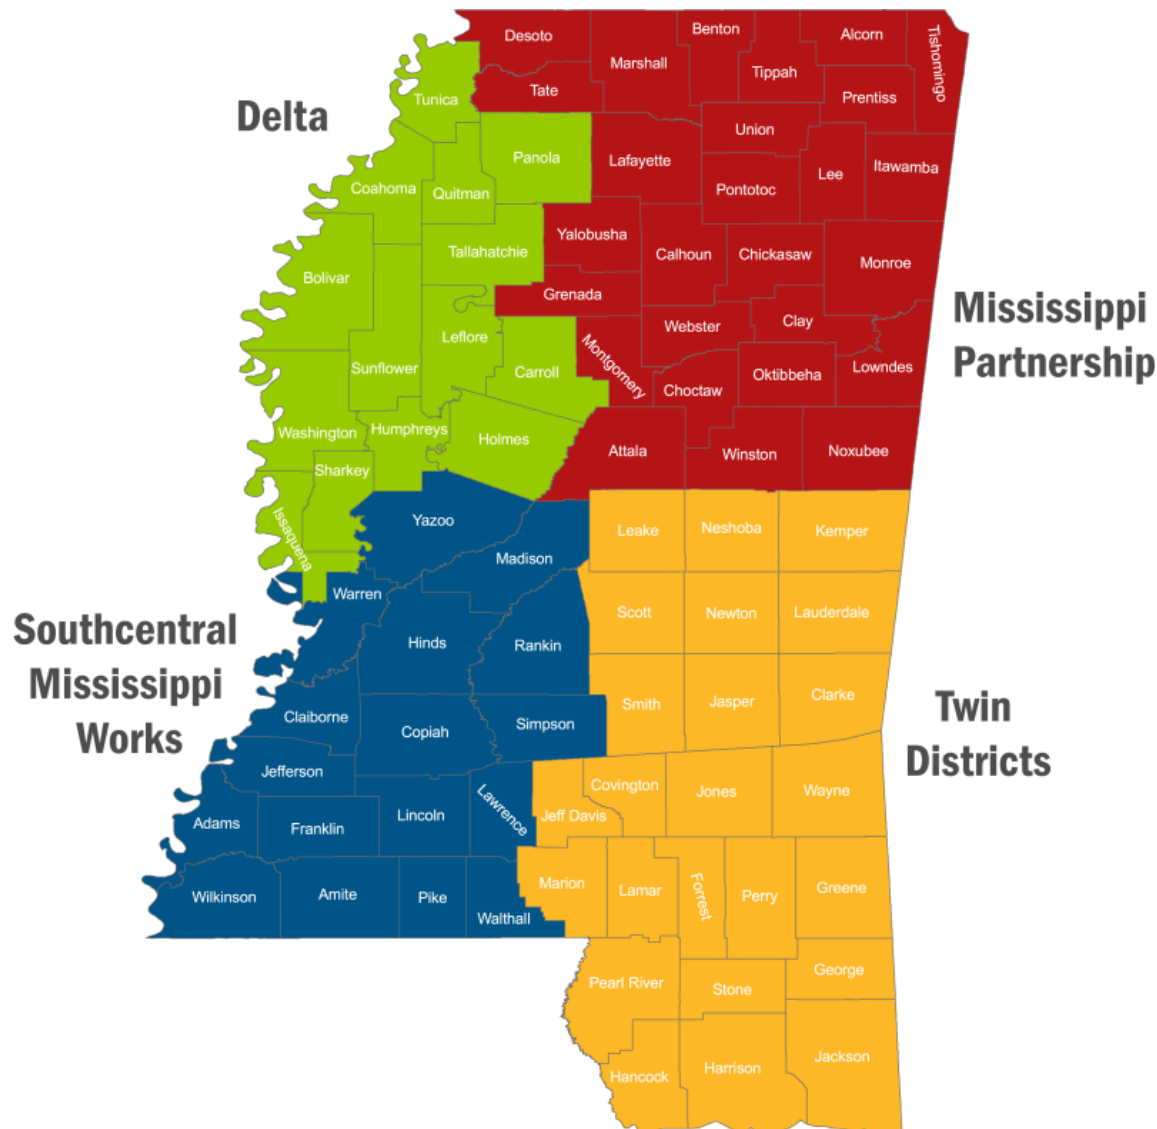 Desoto
Marshall
Benton
Tippah
Alcorn
Tishomingo
Tate
Prentiss
Tunica
Delta
Union
Panola
Lafayette
Lee
Itawamba
Pontotoc
Coahoma
Quitman
Yalobusha
Tallahatchie
Calhoun
Chickasaw
Monroe
Bolivar
Grenada
Mississippi
Partnership
Webster
Clay
Leflore
Montgomery
Sunflower
Carroll
Choctaw
Oktibbeha
Lowndes
Washington
Humphreys
Holmes
Attala
Winston
Noxubee
Sharkey
Issaquena
Yazoo
Leake
Neshoba
Kemper
Madison
Warren
Scott
Newton
Lauderdale
Southcentral
Mississippi
Works
Hinds
Rankin
Smith
Jasper
Clarke
Claiborne
Copiah
Simpson
Twin
Districts
Jefferson
Covington
Jones
Wayne
Adams
Franklin
Lincoln
Lawrence
Jeff Davis
Wilkinson
Amite
Pike
Walthall
Marion
Lamar
Forrest
Perry
Greene
Pearl River
Stone
George
Hancock
Harrison
Jackson